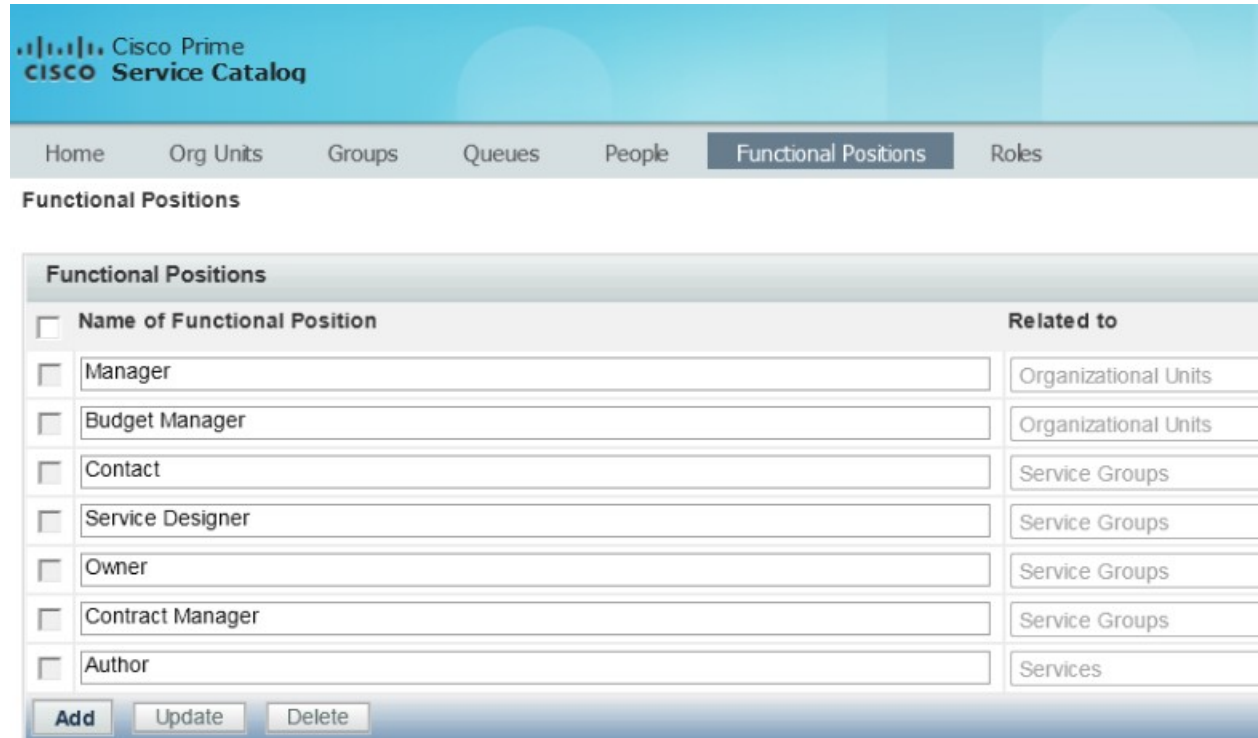 Cisco Prime
CISCO Service Catalog
Home Org Units Groups Queues People Functional Positions Roles
Functional Positions
Functional Positions
Name of Functional Position Related to
Manager Organizational Units
Budget Manager Organizational Units
Contact Service Groups
Service Designer Service Groups
Owner Service Groups
Contract Manager Service Groups
Author Services
Add Update Delete